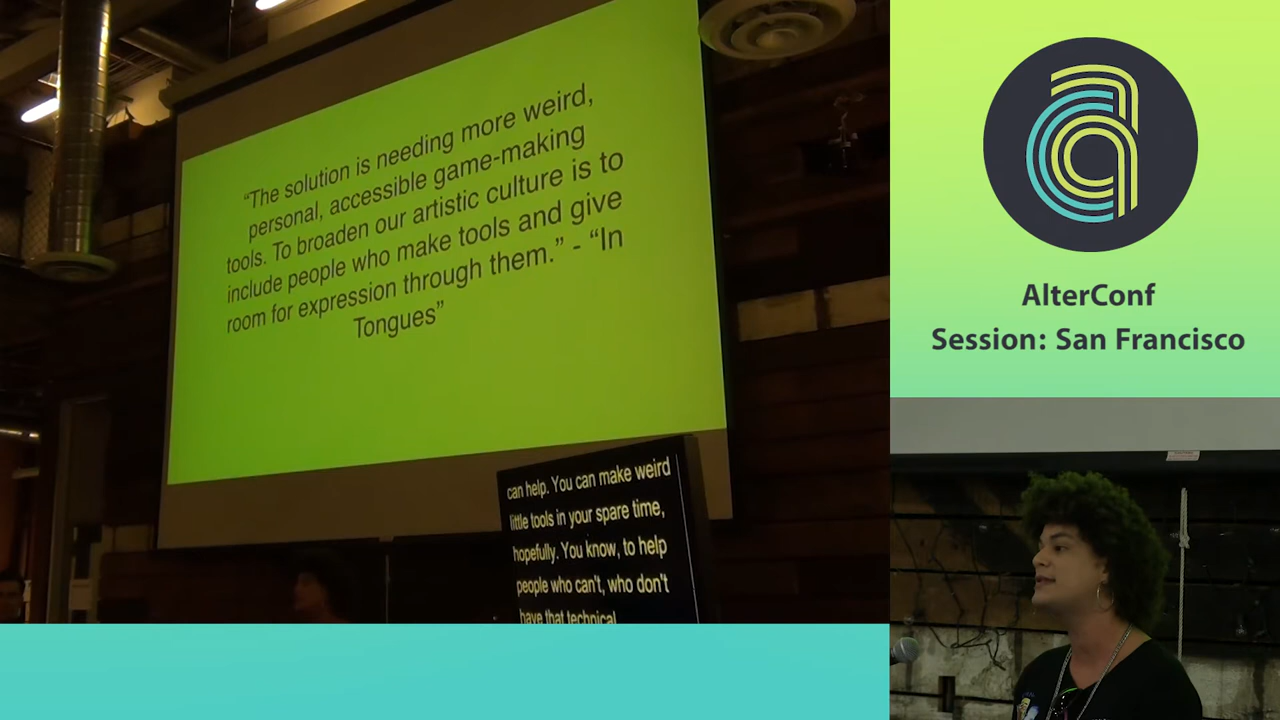 “The solution is needing more weird,
personal, accessible game-making
tools. To broaden our artistic culture is to
include people who make tools and give
room for expression through them.” - “In
Tongues”
can help. You can make weird
little tools in your spare time,
hopefully. You know, to help
people who can't, who don't
have that technical
AlterConf
Session: San Francisco